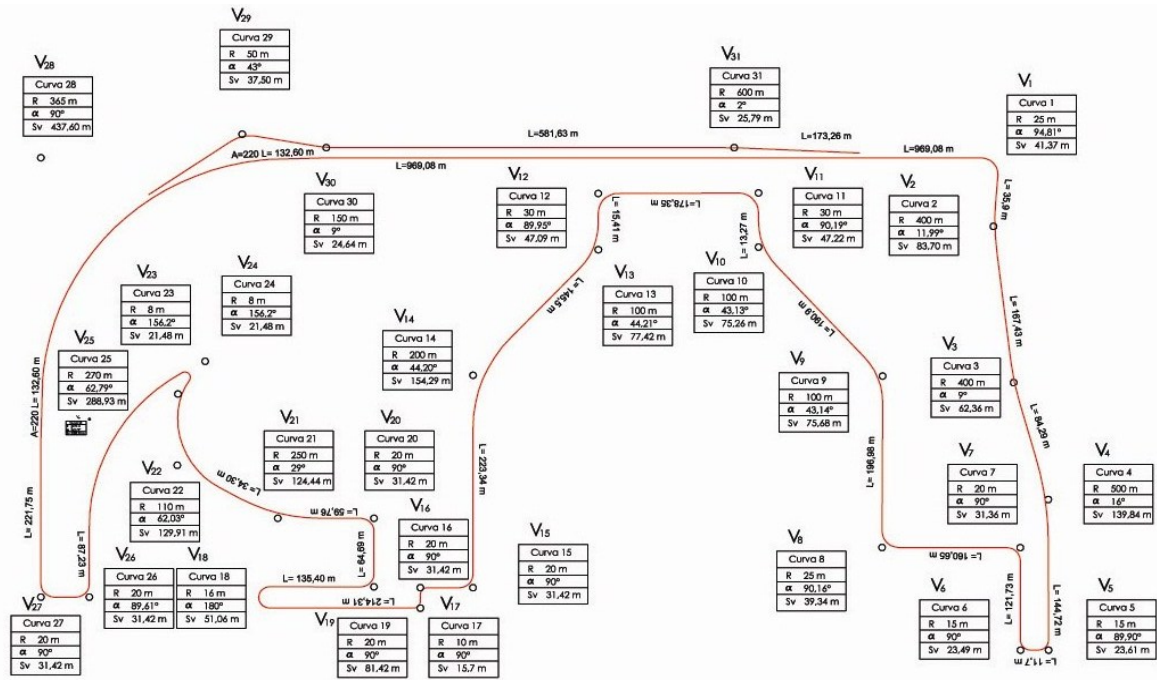 V29
Curva 29
R 50 m
α 43°
Sv 37,50 m
V28
Curva 28
R 365 m
α 90°
Sv 437,60 m
V31
Curva 31
R 600 m
α 2°
Sv 25,79 m
V1
Curva 1
R 25 m
α 94,81°
Sv 41,37 m
L=581,63 m
L=173,26 m
A=220 L= 132,60 m
L=969,08 m
L=969,08 m
V30
Curva 30
R 150 m
α 9°
Sv 24,64 m
V12
Curva 12
R 30 m
α 89,95°
Sv 47,09 m
L= 15,41 m
L=178,35 m
V11
Curva 11
R 30 m
α 90,19°
Sv 47,22 m
L= 13,27 m
V2
Curva 2
R 400 m
α 11,99°
Sv 83,70 m
L=35,9 m
V23
Curva 23
R 8 m
α 156,2°
Sv 21,48 m
V24
Curva 24
R 8 m
α 156,2°
Sv 21,48 m
V13
Curva 13
R 100 m
α 44,21°
Sv 77,42 m
V10
Curva 10
R 100 m
α 43,13°
Sv 75,26 m
L=145,5 m
L=190,9 m
L=167,43 m
V25
Curva 25
R 270 m
α 62,79°
Sv 288,93 m
A=220 L= 132,60 m
V14
Curva 14
R 200 m
α 44,20°
Sv 154,29 m
V9
Curva 9
R 100 m
α 43,14°
Sv 75,68 m
V3
Curva 3
R 400 m
α 9°
Sv 62,36 m
L=84,29 m
V21
Curva 21
R 250 m
α 29°
Sv 124,44 m
V20
Curva 20
R 20 m
α 90°
Sv 31,42 m
L=223,34 m
L=196,98 m
V7
Curva 7
R 20 m
α 90°
Sv 31,36 m
V4
Curva 4
R 500 m
α 16°
Sv 139,84 m
V22
Curva 22
R 110 m
α 62,03°
Sv 129,91 m
L=34,30 m
L=59,76 m
L=221,75 m
L=87,23 m
V16
Curva 16
R 20 m
α 90°
Sv 31,42 m
V15
Curva 15
R 20 m
α 90°
Sv 31,42 m
V8
Curva 8
R 25 m
α 90,16°
Sv 39,34 m
L=160,65 m
V26
Curva 26
R 20 m
α 89,61°
Sv 31,42 m
V18
Curva 18
R 16 m
α 180°
Sv 51,06 m
L= 135,40 m
L= 64,69 m
L=214,31 m
V27
Curva 27
R 20 m
α 90°
Sv 31,42 m
V19
Curva 19
R 20 m
α 90°
Sv 81,42 m
V17
Curva 17
R 10 m
α 90°
Sv 15,7 m
V6
Curva 6
R 15 m
α 90°
Sv 23,49 m
L= 121,73 m
L= 144,72 m
L=11,7 m
V5
Curva 5
R 15 m
α 89,90°
Sv 23,61 m